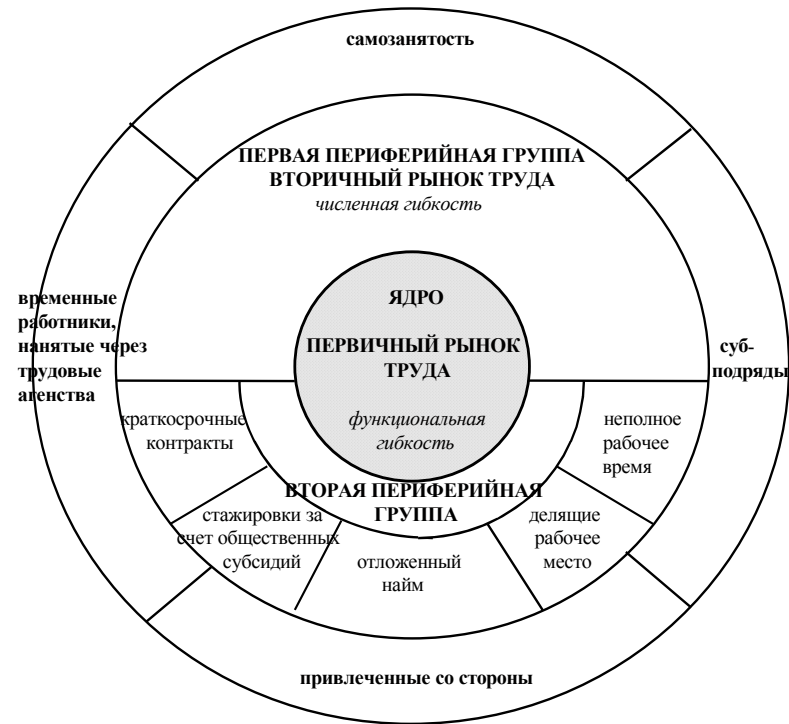 самозанятость
ПЕРВАЯ ПЕРИФЕРИЙНАЯ ГРУППА
ВТОРИЧНЫЙ РЫНОК ТРУДА
численная гибкость
ЯДРО
ПЕРВИЧНЫЙ РЫНОК
ТРУДА
функциональная
гибкость
временные
работники,
нанятые через
трудовые
агенства
суб-
подряды
краткосрочные
контракты
неполное
рабочее
время
ВТОРАЯ ПЕРИФЕРИЙНАЯ
ГРУППА
стажировки за
счет общественных
субсидий
отложенный
найм
делящие
рабочее
место
привлеченные со стороны